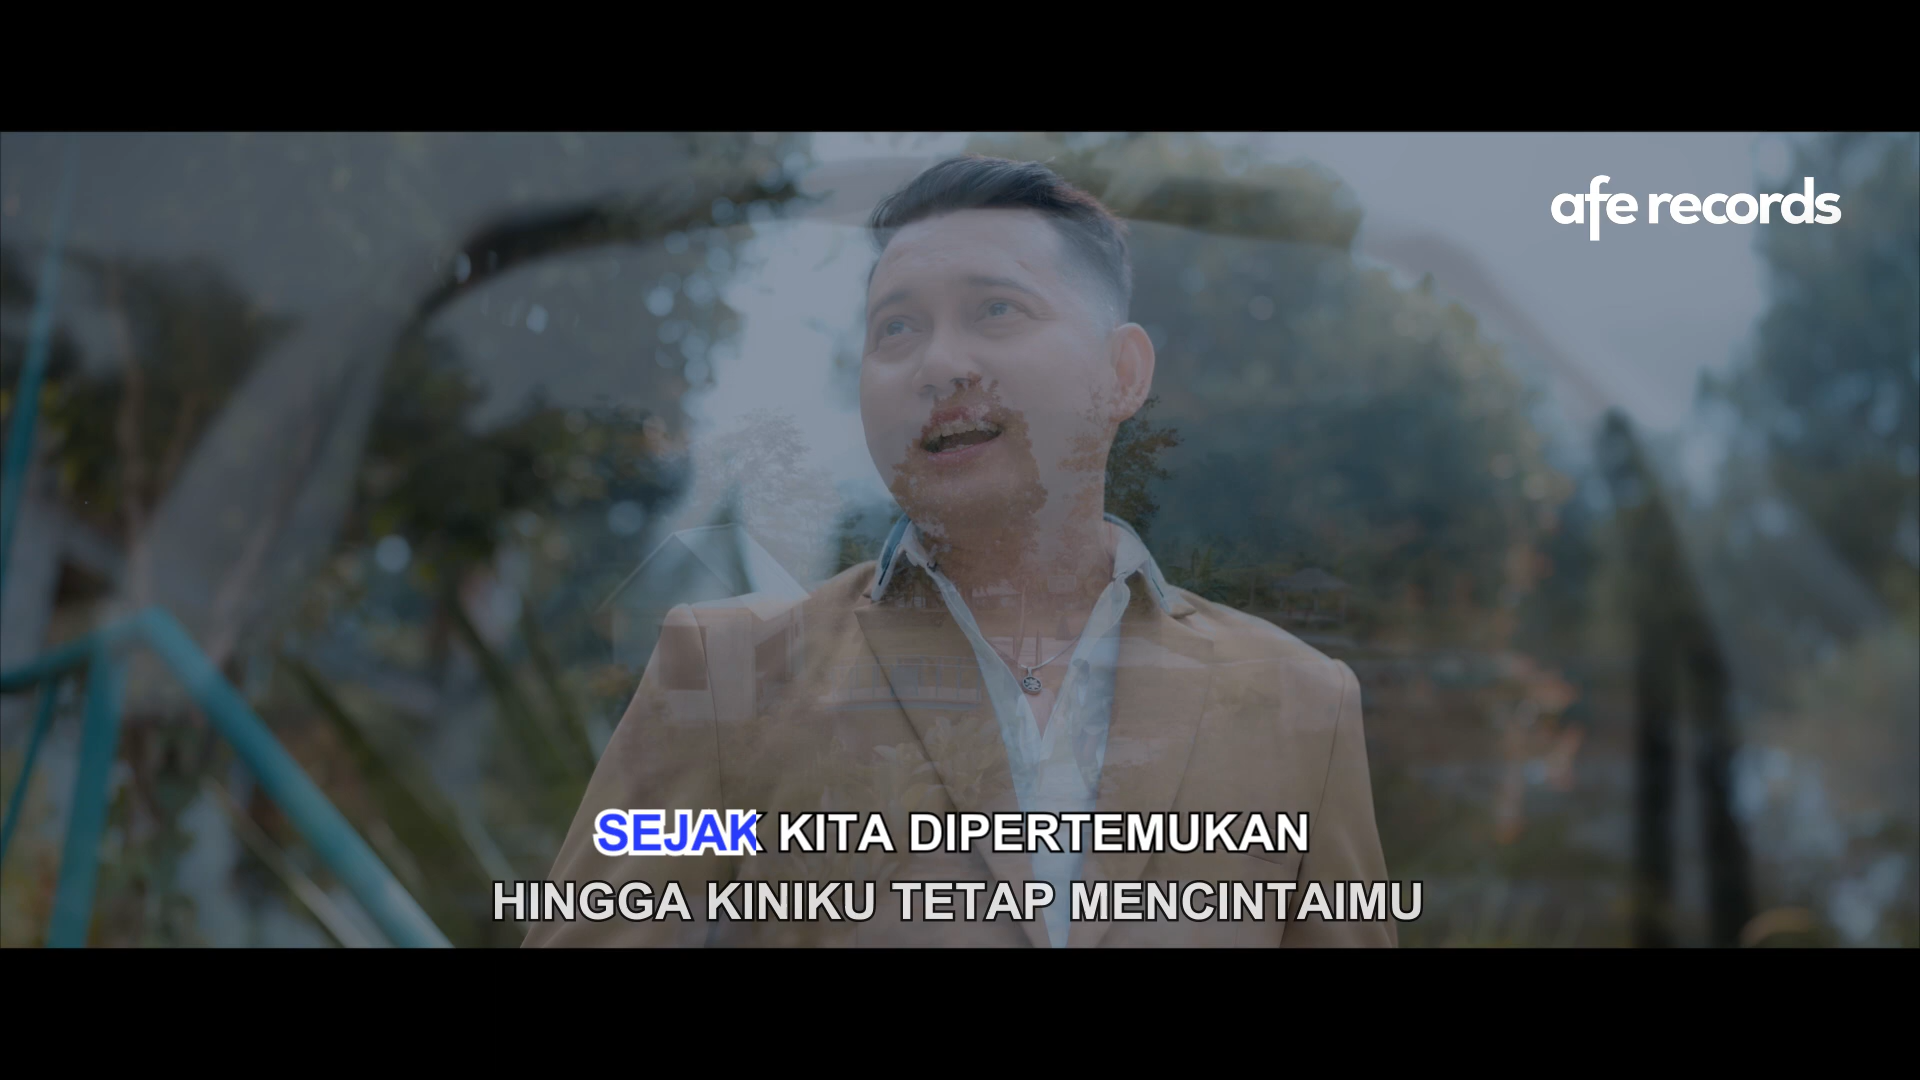 afe records
SEJAK KITA DIPERTEMUKAN
HINGGA KINIKU TETAP MENCINTAIMU